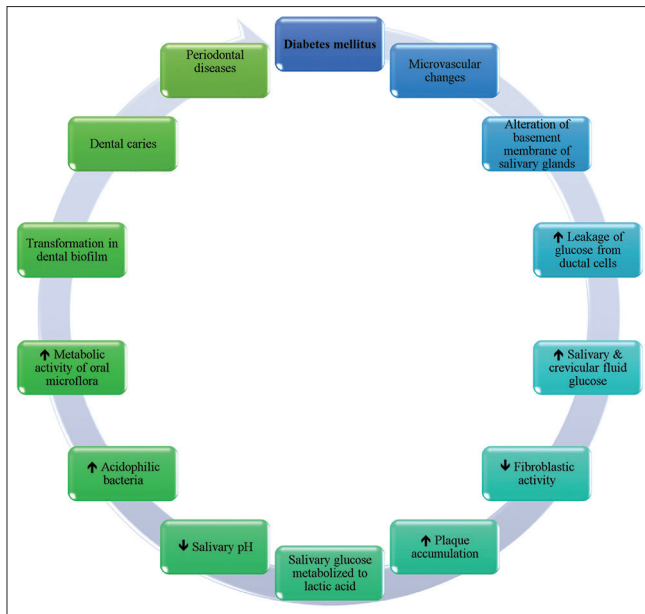 Diabetes mellitus
Microvascular
changes
Alteration of
basement
membrane of
salivary glands
↑ Leakage of
glucose from
ductal cells
↑ Salivary &
crevicular fluid
glucose
↓ Fibroblastic
activity
↑ Plaque
accumulation
Salivary glucose
metabolized to
lactic acid
↓ Salivary pH
↑ Acidophilic
bacteria
↑ Metabolic
activity of oral
microflora
Transformation in
dental biofilm
Dental caries
Periodontal
diseases